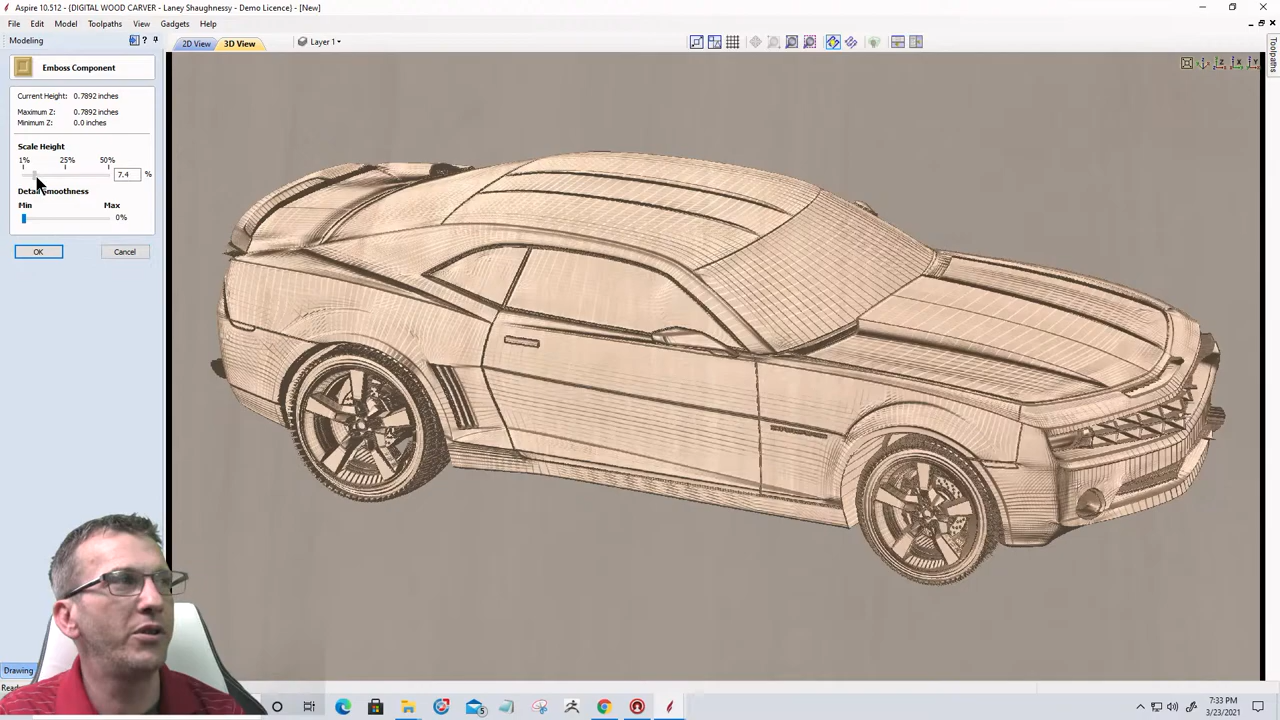 Aspire 10.512 - (DIGITAL WOOD CARVER - Laney Shaughnessy - Demo Licence) - [New]
File Edit Model Toolpaths View Gadgets Help
Modeling ?
2D View 3D View Layer 1
Toolpaths
Emboss Component
Current Height: 0.7892 inches
Maximum Z: 0.7892 inches
Minimum Z: 0.0 inches
Scale Height
1% 25% 50%
7.4 %
Detail Smoothness
Min Max
0%
OK Cancel
Drawing
5
7:33 PM
3/23/2021